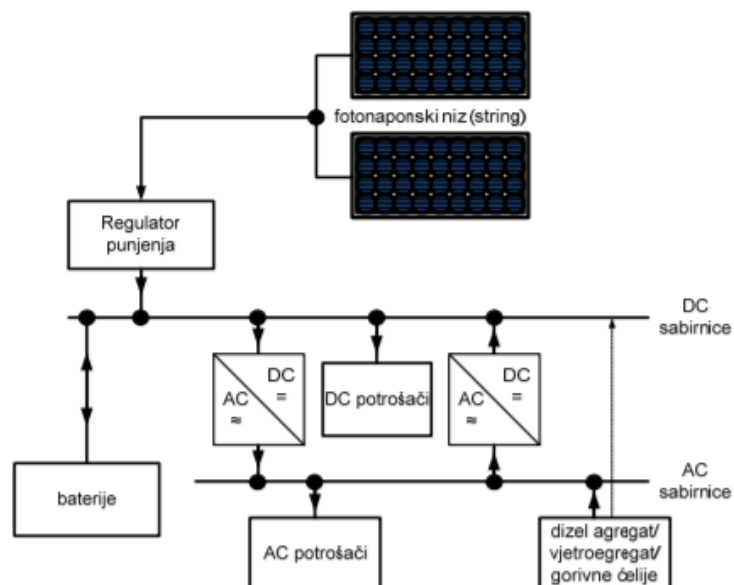 fotonaponski niz (string)
Regulator
punjenja
DC
sabirnice
DC
=
AC
≈
DC potrošači
DC
=
AC
≈
baterije
AC
sabirnice
AC potrošači
dizel agregat/
vjetroegregat/
gorivne ćelije